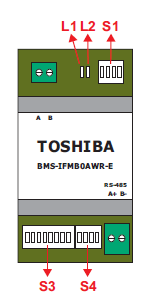 L1 L2 S1
A B
TOSHIBA
BMS-IFMB0AWR-E
RS-485
A+ B-
S3 S4